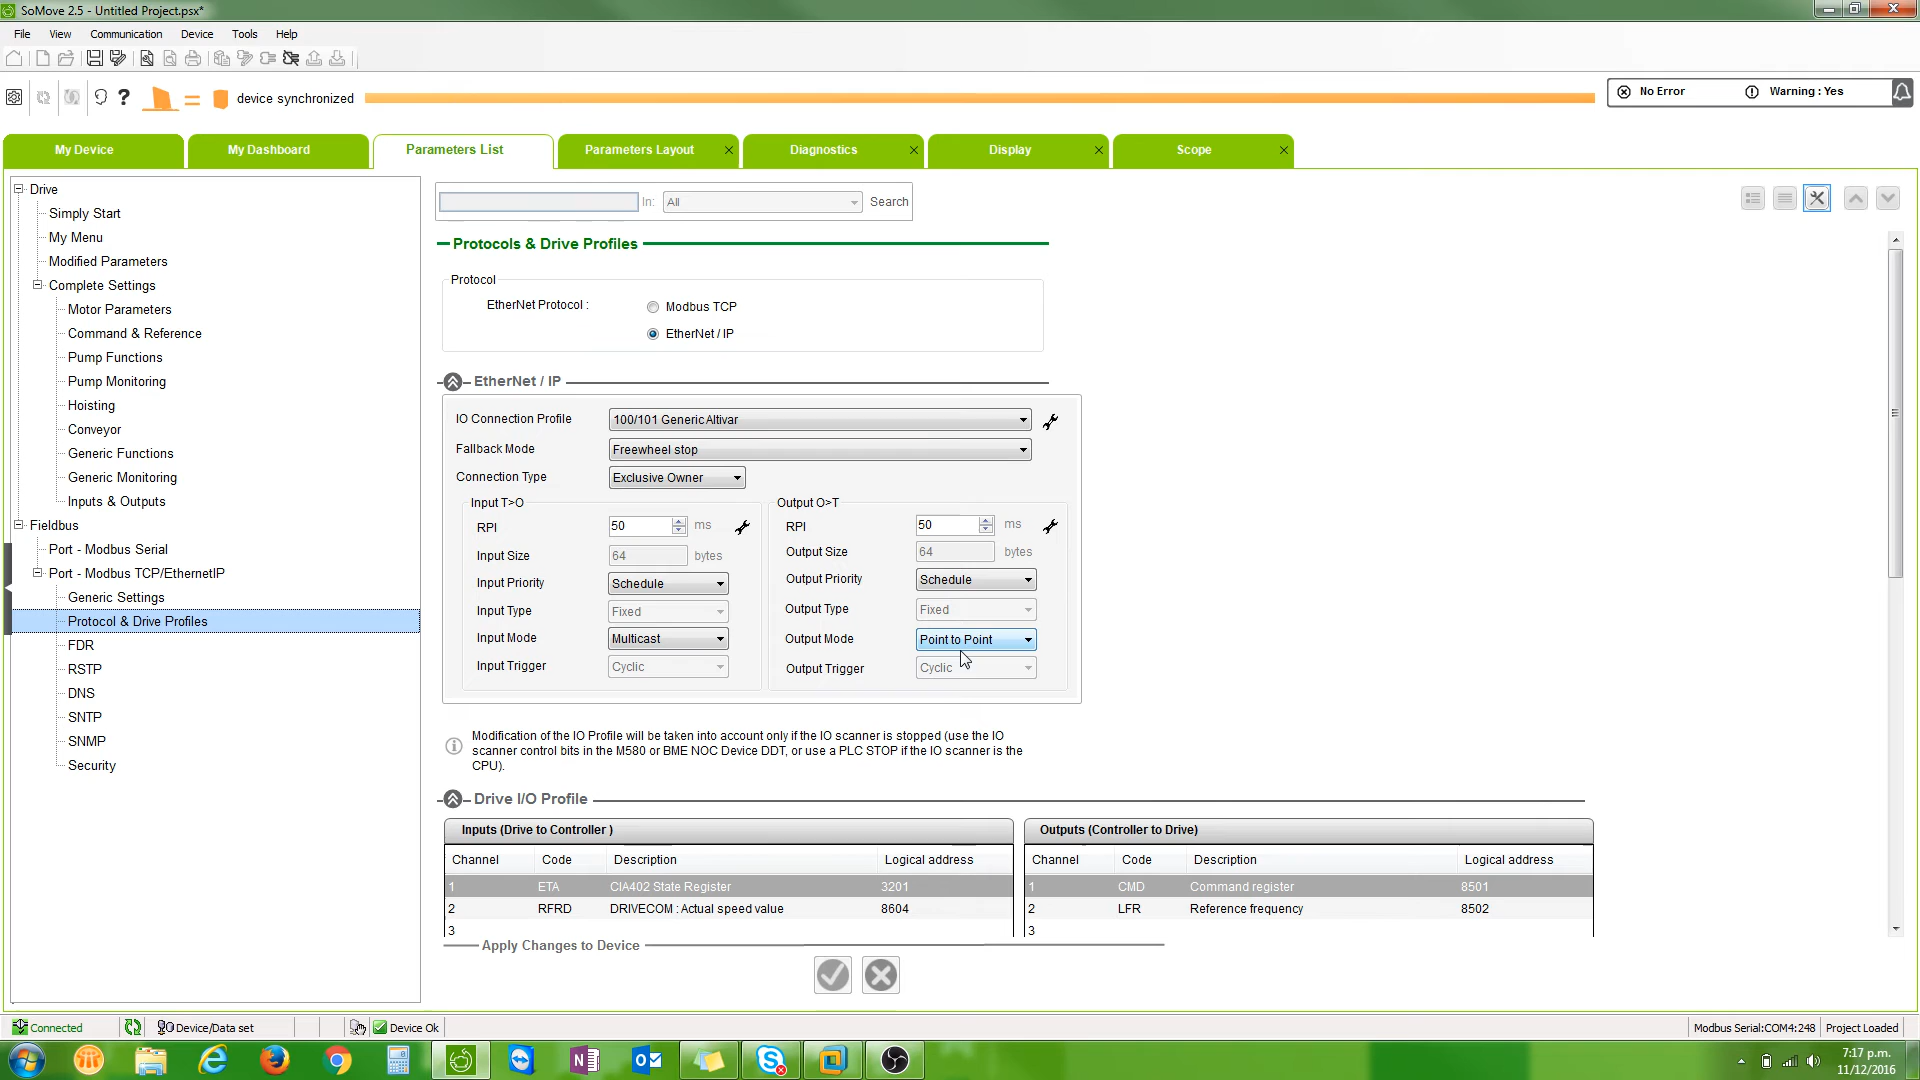 SoMove 2.5 - Untitled Project.psx*
File View Communication Device Tools Help
device synchronized
No Error Warning : Yes
My Device My Dashboard Parameters List Parameters Layout Diagnostics Display Scope
Drive
Simply Start
My Menu
Modified Parameters
Complete Settings
Motor Parameters
Command & Reference
Pump Functions
Pump Monitoring
Hoisting
Conveyor
Generic Functions
Generic Monitoring
Inputs & Outputs
Fieldbus
Port - Modbus Serial
Port - Modbus TCP/EthernetIP
Generic Settings
Protocol & Drive Profiles
FDR
RSTP
DNS
SNTP
SNMP
Security
In: All Search
Protocols & Drive Profiles
Protocol
EtherNet Protocol : Modbus TCP
EtherNet / IP
EtherNet / IP
IO Connection Profile 100/101 Generic Altivar
Fallback Mode Freewheel stop
Connection Type Exclusive Owner
Input T>O
RPI 50 ms
Input Size 64 bytes
Input Priority Schedule
Input Type Fixed
Input Mode Multicast
Input Trigger Cyclic
Output O>T
RPI 50 ms
Output Size 64 bytes
Output Priority Schedule
Output Type Fixed
Output Mode Point to Point
Output Trigger Cyclic
Modification of the IO Profile will be taken into account only if the IO scanner is stopped (use the IO
scanner control bits in the M580 or BME NOC Device DDT, or use a PLC STOP if the IO scanner is the
CPU).
Drive I/O Profile
Inputs (Drive to Controller )
Channel Code Description Logical address
1 ETA CIA402 State Register 3201
2 RFRD DRIVECOM : Actual speed value 8604
3
Outputs (Controller to Drive)
Channel Code Description Logical address
1 CMD Command register 8501
2 LFR Reference frequency 8502
3
Apply Changes to Device
Connected Device/Data set Device Ok Modbus Serial:COM4:248 Project Loaded
7:17 p.m.
11/12/2016